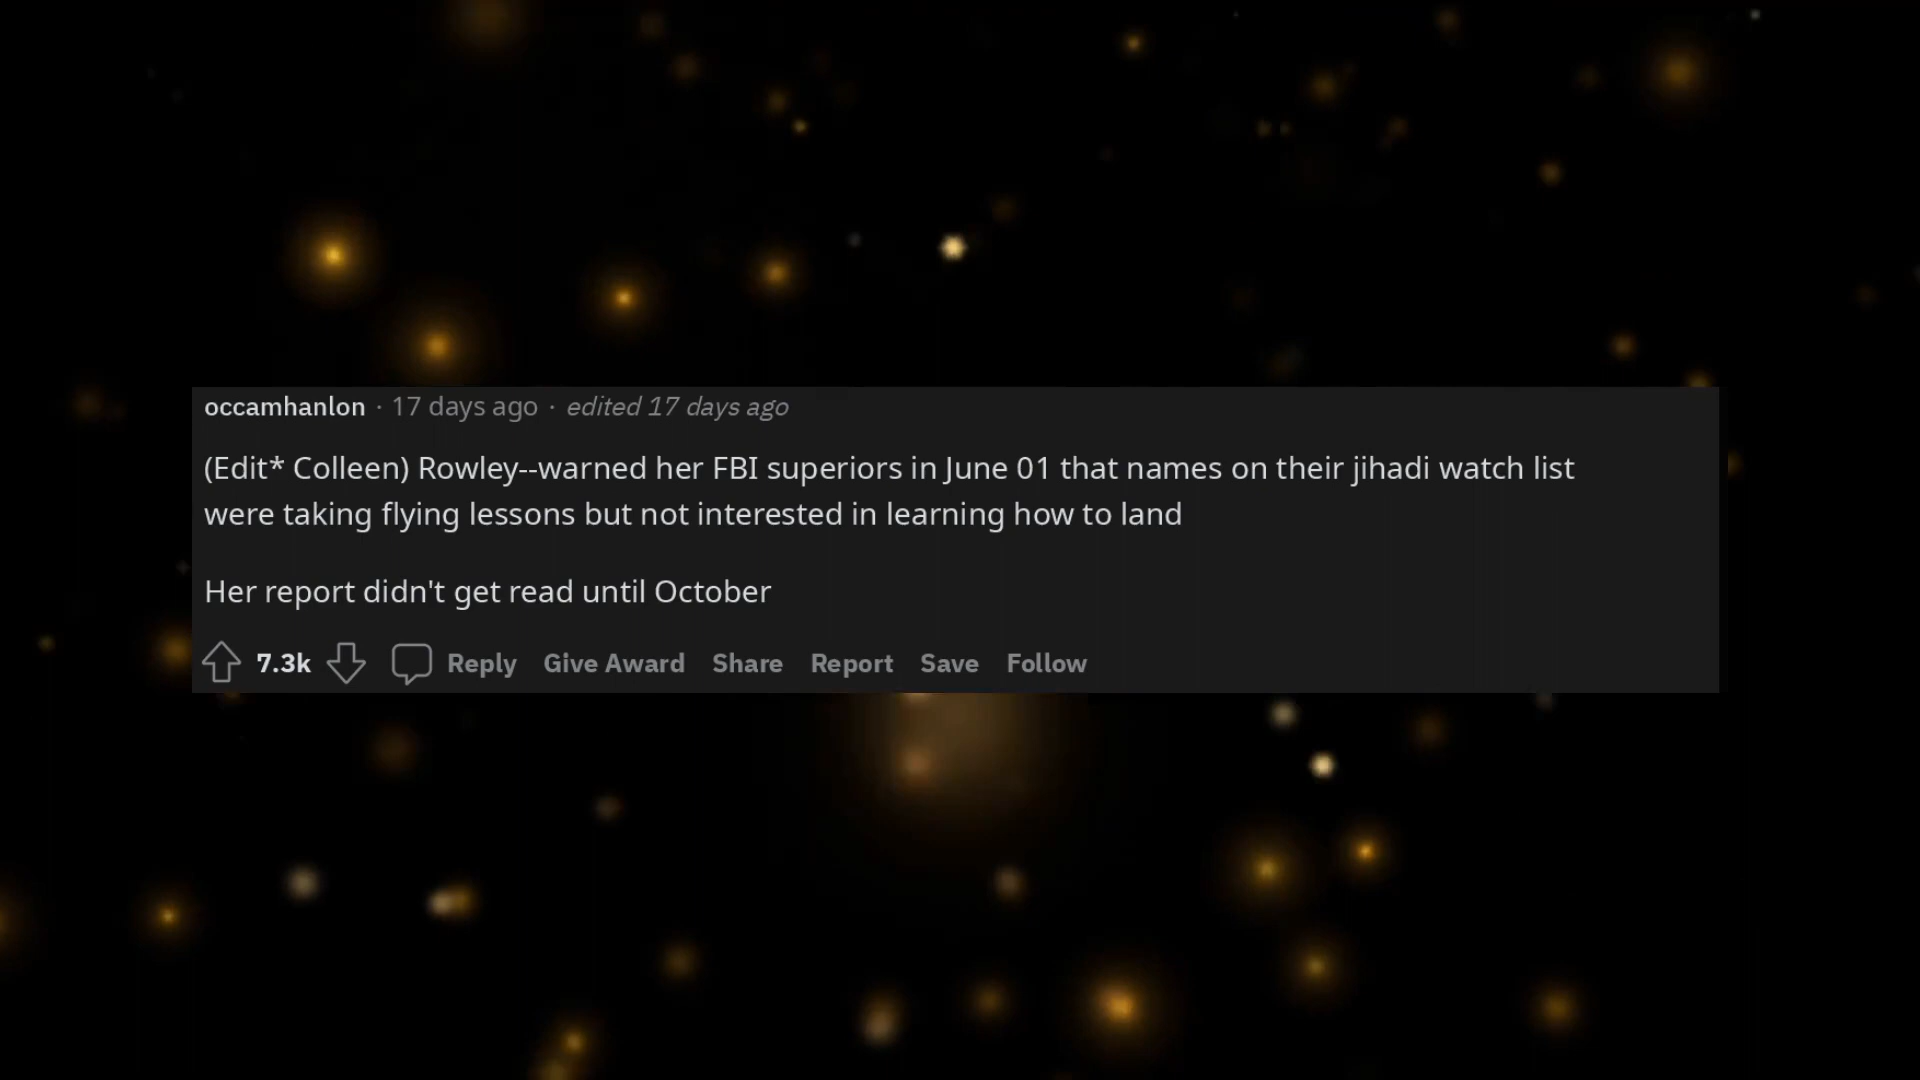 occamhanlon · 17 days ago · edited 17 days ago
(Edit* Colleen) Rowley--warned her FBI superiors in June 01 that names on their jihadi watch list
were taking flying lessons but not interested in learning how to land
Her report didn't get read until October
7.3k Reply Give Award Share Report Save Follow